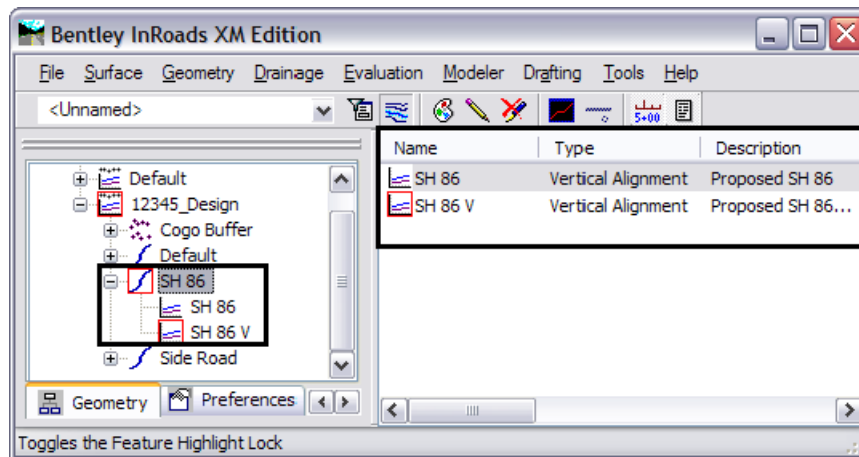 Bentley InRoads XM Edition
File Surface Geometry Drainage Evaluation Modeler Drafting Tools Help
<Unnamed>
5+00
Name Type Description
SH 86 Vertical Alignment Proposed SH 86
SH 86 V Vertical Alignment Proposed SH 86...
Default
12345_Design
Cogo Buffer
Default
SH 86
SH 86
SH 86 V
Side Road
Geometry Preferences
Toggles the Feature Highlight Lock